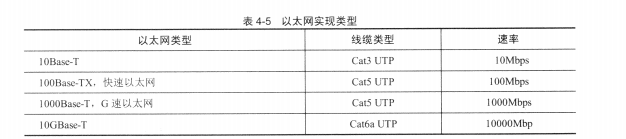 表 4-5 以太网实现类型
以太网类型 线缆类型 速率
10Base-T Cat3 UTP 10Mbps
100Base-TX，快速以太网 Cat5 UTP 100Mbps
1000Base-T，G 速以太网 Cat5 UTP 1000Mbps
10GBase-T Cat6a UTP 10000Mbp